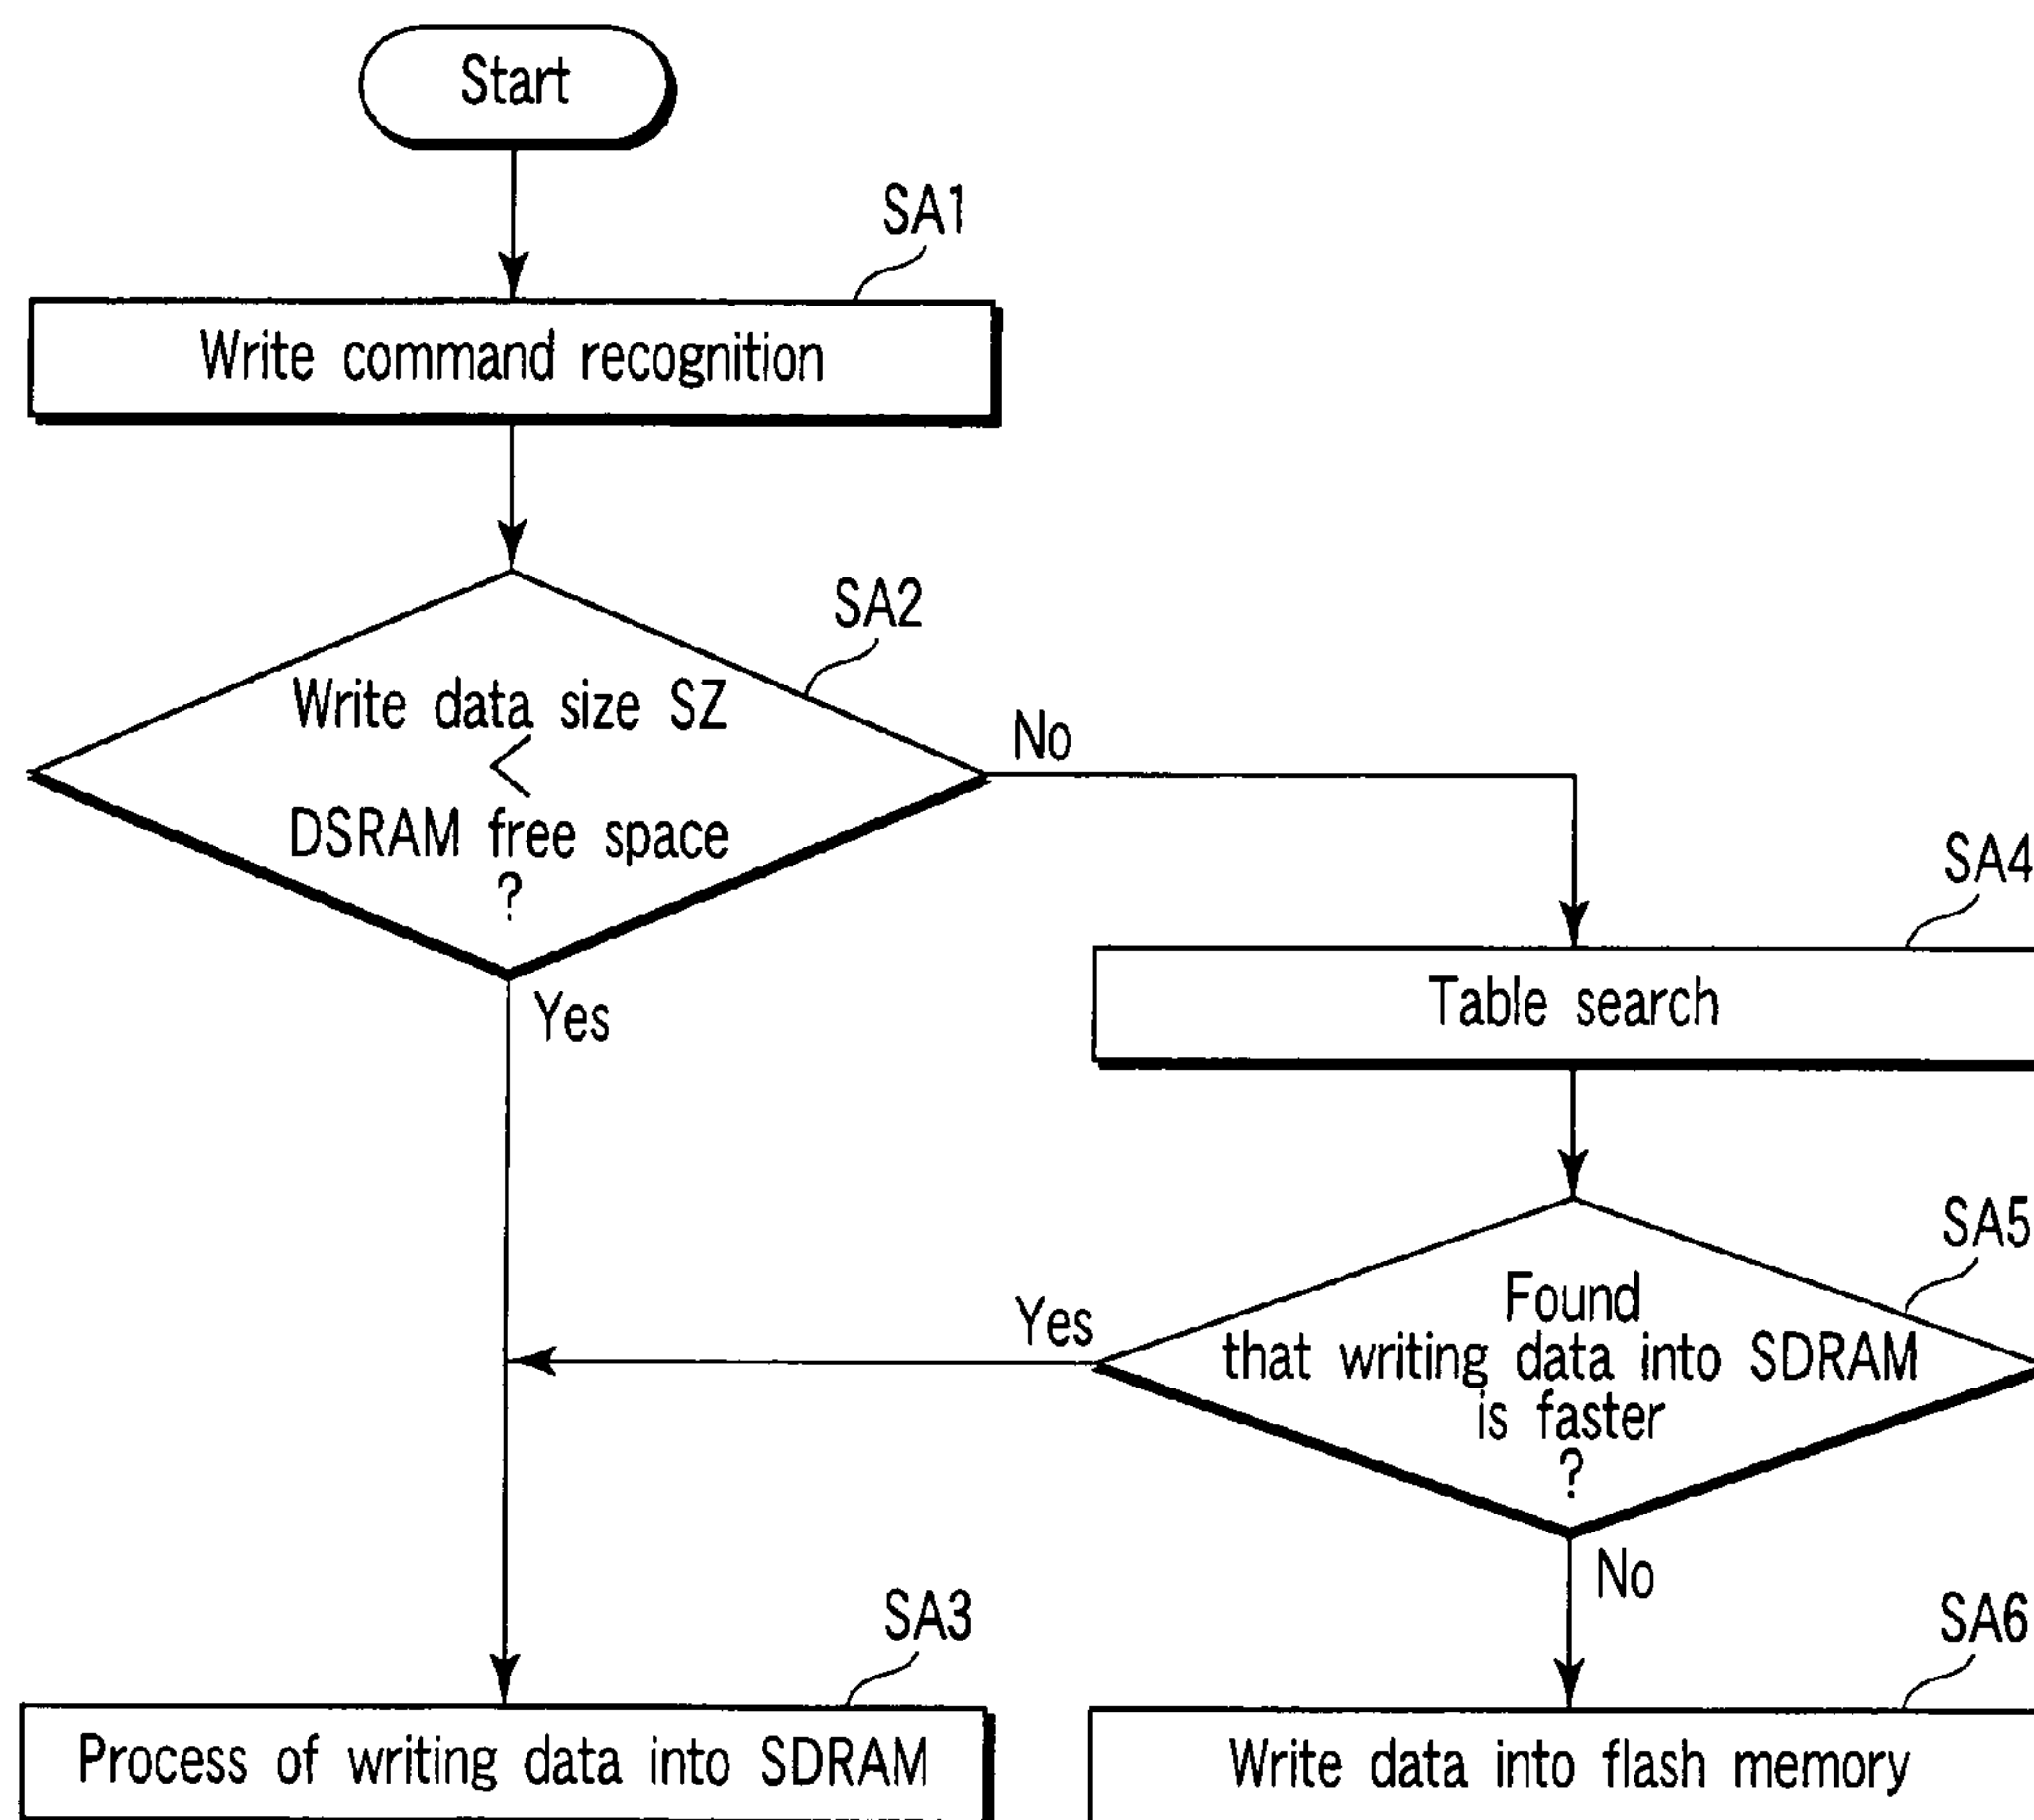 Start
SA1
Write command recognition
SA2
Write data size SZ
<
DSRAM free space
?
No
Yes
SA4
Table search
SA5
Found
that writing data into SDRAM
is faster
?
Yes
No
SA3
Process of writing data into SDRAM
SA6
Write data into flash memory